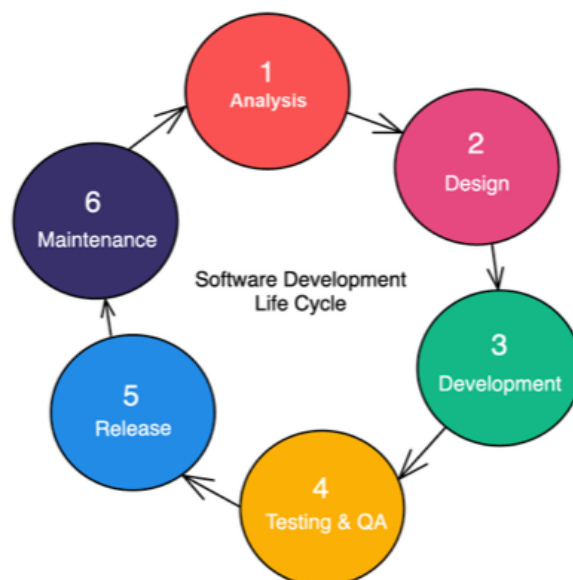 1
Analysis
2
Design
3
Development
4
Testing & QA
5
Release
6
Maintenance
Software Development
Life Cycle